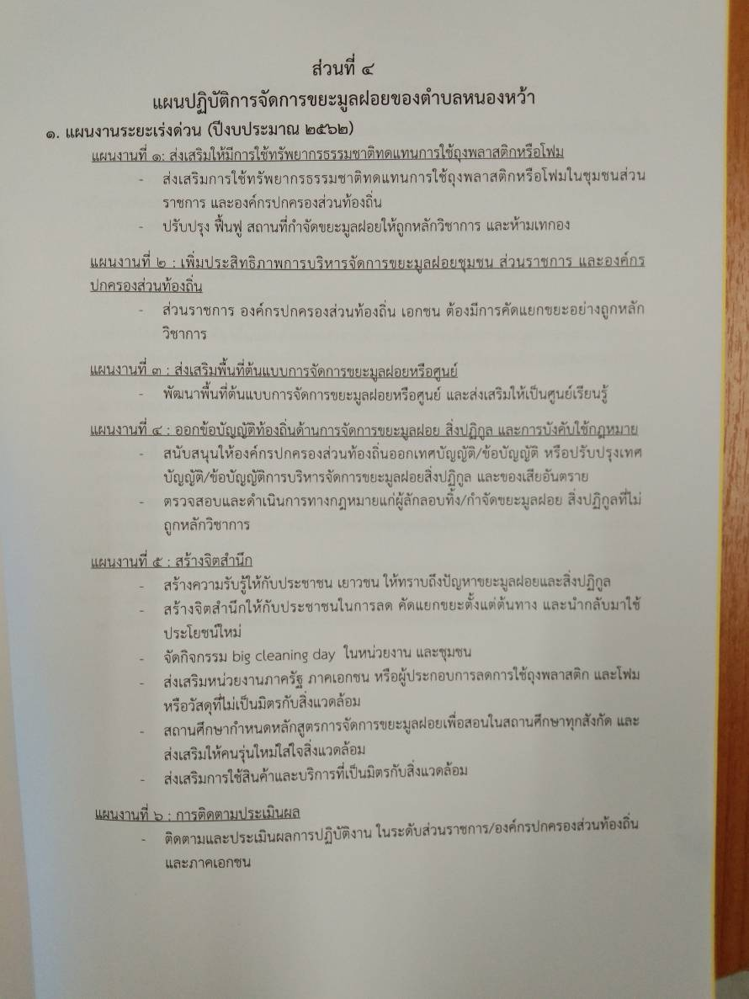 ส่วนที่ ๔
แผนปฏิบัติการจัดการขยะมูลฝอยของตำบลหนองหว้า
๑. แผนงานระยะเร่งด่วน (ปีงบประมาณ ๒๕๖๒)
แผนงานที่ ๑: ส่งเสริมให้มีการใช้ทรัพยากรธรรมชาติทดแทนการใช้ถุงพลาสติกหรือโฟม
- ส่งเสริมการใช้ทรัพยากรธรรมชาติทดแทนการใช้ถุงพลาสติกหรือโฟมในชุมชนส่วน
ราชการ และองค์กรปกครองส่วนท้องถิ่น
- ปรับปรุง ฟื้นฟู สถานที่กำจัดขยะมูลฝอยให้ถูกหลักวิชาการ และห้ามเทกอง
แผนงานที่ ๒ : เพิ่มประสิทธิภาพการบริหารจัดการขยะมูลฝอยชุมชน ส่วนราชการ และองค์กร
ปกครองส่วนท้องถิ่น
- ส่วนราชการ องค์กรปกครองส่วนท้องถิ่น เอกชน ต้องมีการคัดแยกขยะอย่างถูกหลัก
วิชาการ
แผนงานที่ ๓ : ส่งเสริมพื้นที่ต้นแบบการจัดการขยะมูลฝอยหรือศูนย์
- พัฒนาพื้นที่ต้นแบบการจัดการขยะมูลฝอยหรือศูนย์ และส่งเสริมให้เป็นศูนย์เรียนรู้
แผนงานที่ ๔ : ออกข้อบัญญัติท้องถิ่นด้านการจัดการขยะมูลฝอย สิ่งปฏิกูล และการบังคับใช้กฎหมาย
- สนับสนุนให้องค์กรปกครองส่วนท้องถิ่นออกเทศบัญญัติ/ข้อบัญญัติ หรือปรับปรุงเทศ
บัญญัติ/ข้อบัญญัติการบริหารจัดการขยะมูลฝอยสิ่งปฏิกูล และของเสียอันตราย
- ตรวจสอบและดำเนินการทางกฎหมายแก่ผู้ลักลอบทิ้ง/กำจัดขยะมูลฝอย สิ่งปฏิกูลที่ไม่
ถูกหลักวิชาการ
แผนงานที่ ๕ : สร้างจิตสำนึก
- สร้างความรับรู้ให้กับประชาชน เยาวชน ให้ทราบถึงปัญหาขยะมูลฝอยและสิ่งปฏิกูล
- สร้างจิตสำนึกให้กับประชาชนในการลด คัดแยกขยะตั้งแต่ต้นทาง และนำกลับมาใช้
ประโยชน์ใหม่
- จัดกิจกรรม big cleaning day ในหน่วยงาน และชุมชน
- ส่งเสริมหน่วยงานภาครัฐ ภาคเอกชน หรือผู้ประกอบการลดการใช้ถุงพลาสติก และโฟม
หรือวัสดุที่ไม่เป็นมิตรกับสิ่งแวดล้อม
- สถานศึกษากำหนดหลักสูตรการจัดการขยะมูลฝอยเพื่อสอนในสถานศึกษาทุกสังกัด และ
ส่งเสริมให้คนรุ่นใหม่ใส่ใจสิ่งแวดล้อม
- ส่งเสริมการใช้สินค้าและบริการที่เป็นมิตรกับสิ่งแวดล้อม
แผนงานที่ ๖ : การติดตามประเมินผล
- ติดตามและประเมินผลการปฏิบัติงาน ในระดับส่วนราชการ/องค์กรปกครองส่วนท้องถิ่น
และภาคเอกชน